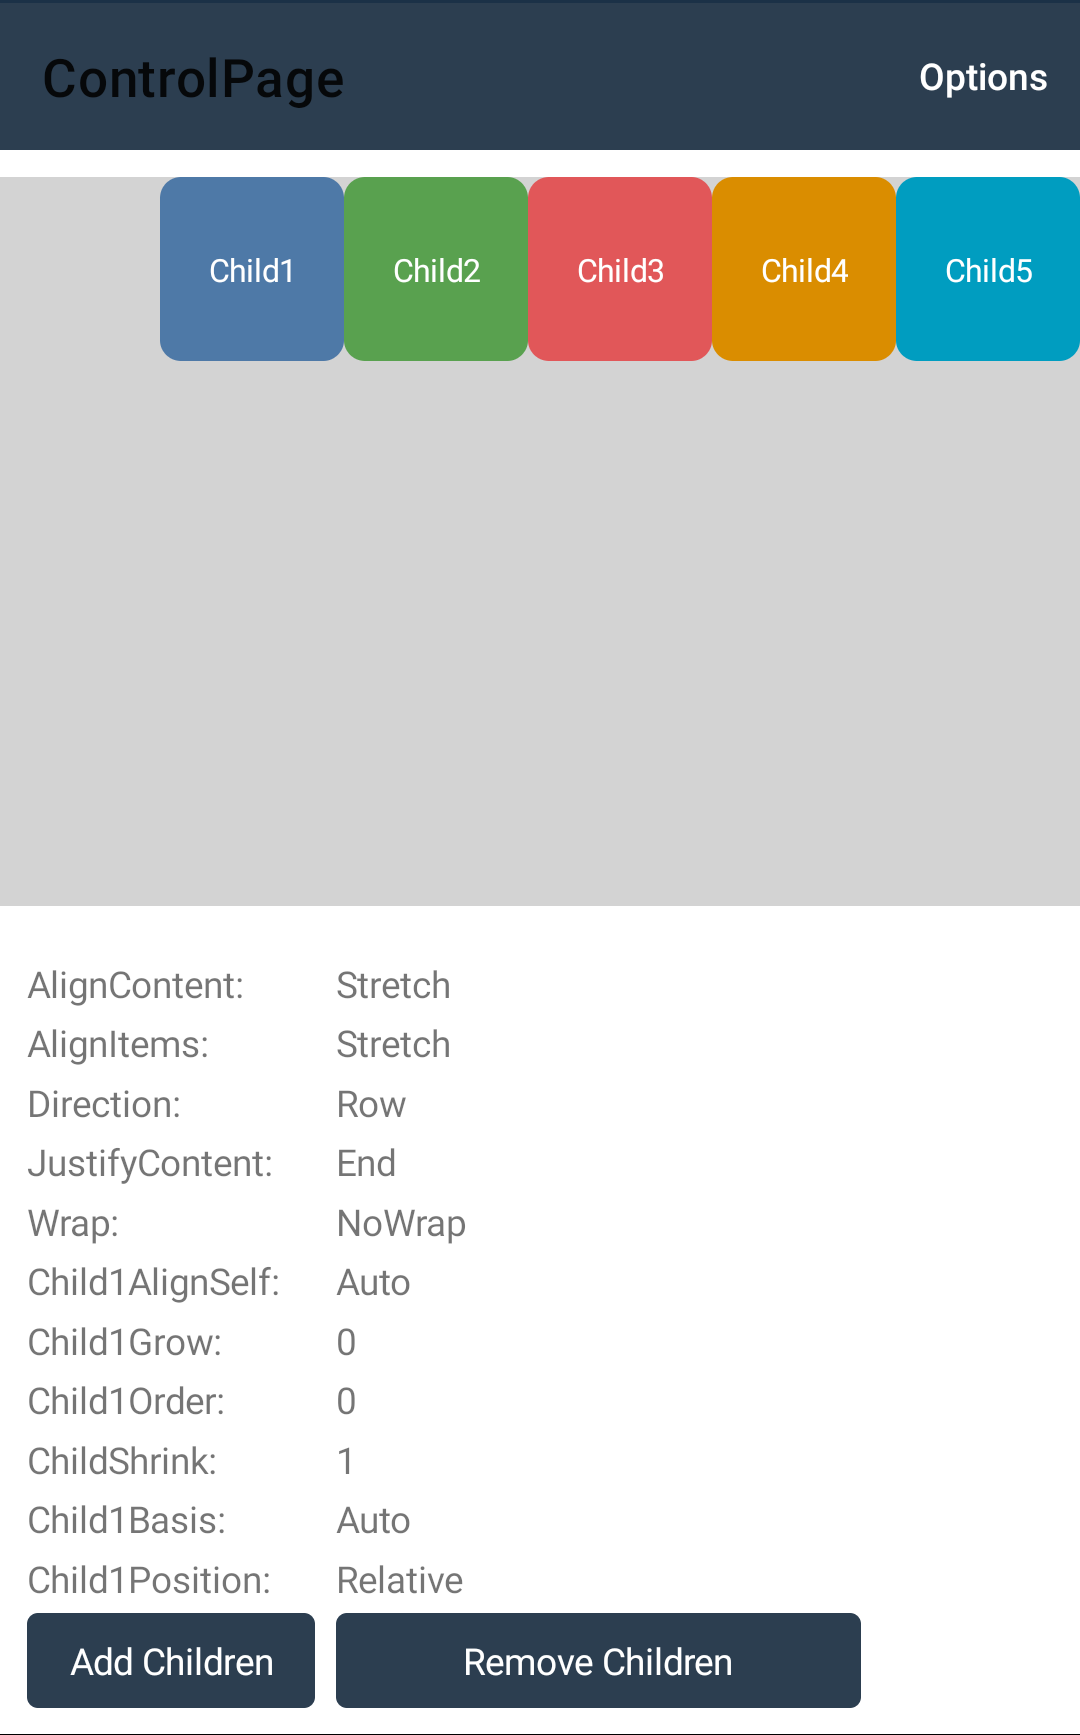 ControlPage Options
Child1 Child2 Child3 Child4 Child5
AlignContent: Stretch
AlignItems: Stretch
Direction: Row
JustifyContent: End
Wrap: NoWrap
Child1AlignSelf: Auto
Child1Grow: 0
Child1Order: 0
ChildShrink: 1
Child1Basis: Auto
Child1Position: Relative
Add Children Remove Children